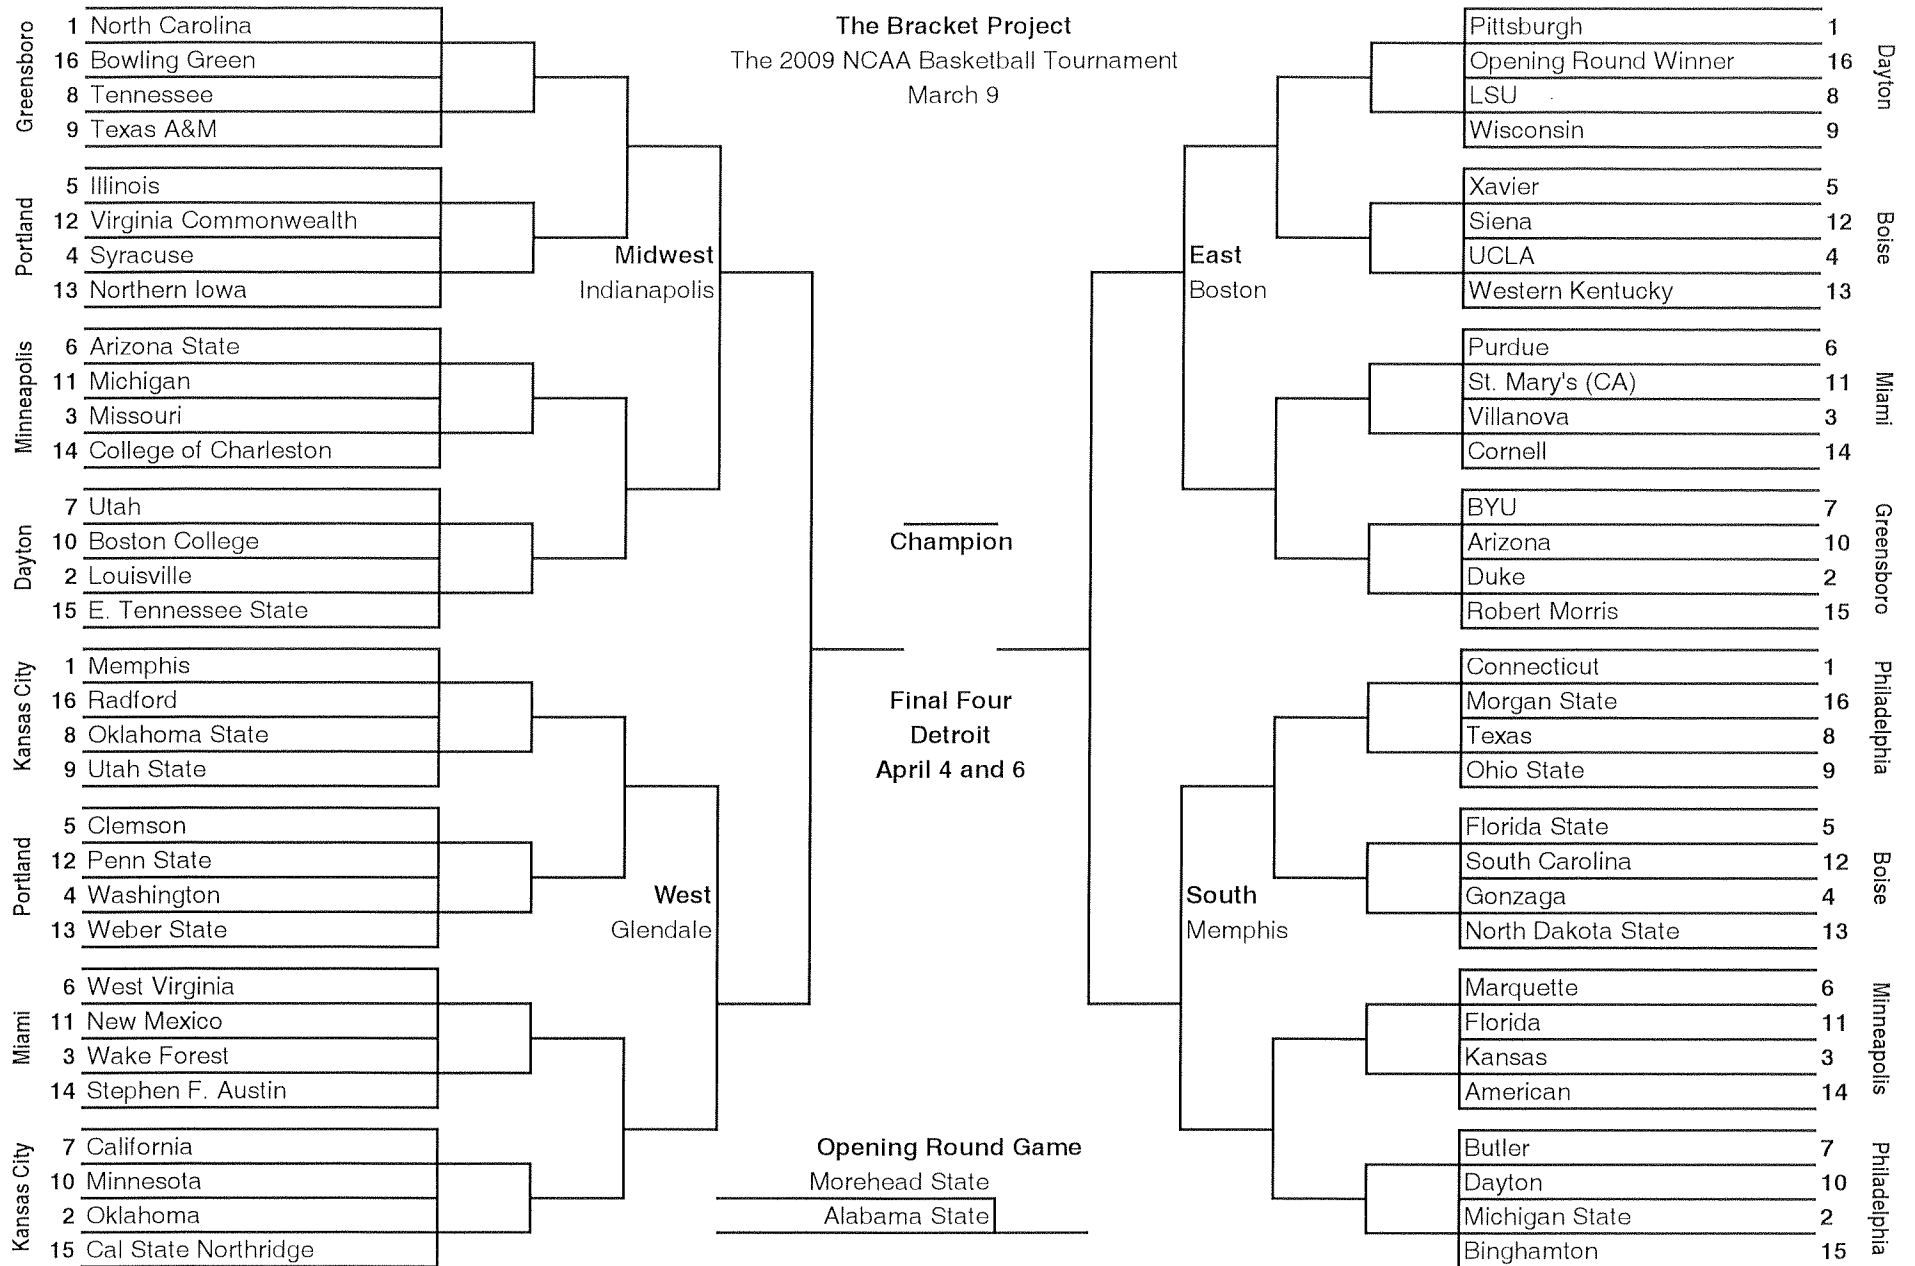 The Bracket Project
The 2009 NCAA Basketball Tournament
March 9
Greensboro
1 North Carolina
16 Bowling Green
8 Tennessee
9 Texas A&M
Portland
5 Illinois
12 Virginia Commonwealth
4 Syracuse
13 Northern Iowa
Minneapolis
6 Arizona State
11 Michigan
3 Missouri
14 College of Charleston
Dayton
7 Utah
10 Boston College
2 Louisville
15 E. Tennessee State
Midwest
Indianapolis
Kansas City
1 Memphis
16 Radford
8 Oklahoma State
9 Utah State
Portland
5 Clemson
12 Penn State
4 Washington
13 Weber State
Miami
6 West Virginia
11 New Mexico
3 Wake Forest
14 Stephen F. Austin
Kansas City
7 California
10 Minnesota
2 Oklahoma
15 Cal State Northridge
West
Glendale
Champion
Final Four
Detroit
April 4 and 6
Opening Round Game
Morehead State
Alabama State
East
Boston
Pittsburgh 1
Opening Round Winner 16
LSU 8
Wisconsin 9
Dayton
Xavier 5
Siena 12
UCLA 4
Western Kentucky 13
Boise
Purdue 6
St. Mary's (CA) 11
Villanova 3
Cornell 14
Miami
BYU 7
Arizona 10
Duke 2
Robert Morris 15
Greensboro
South
Memphis
Connecticut 1
Morgan State 16
Texas 8
Ohio State 9
Philadelphia
Florida State 5
South Carolina 12
Gonzaga 4
North Dakota State 13
Boise
Marquette 6
Florida 11
Kansas 3
American 14
Minneapolis
Butler 7
Dayton 10
Michigan State 2
Binghamton 15
Philadelphia